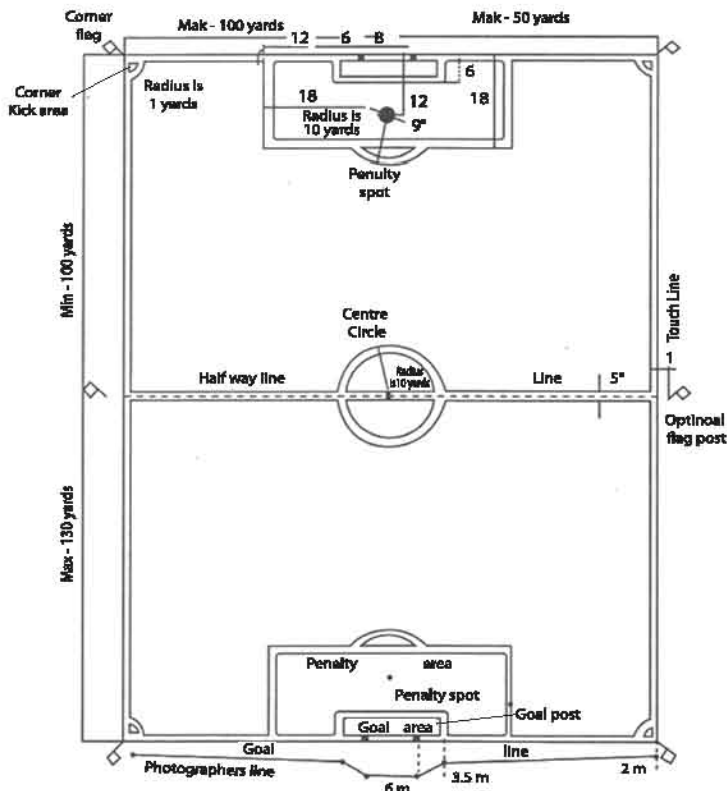 Corner
flag
Mak - 100 yards
Mak - 50 yards
12 6 8
Corner
Kick area
Radius is
1 yards
6
18
12
18
Radius is
10 yards
9"
Penulty
spot
Min - 100 yards
Centre
Circle
Touch Line
Half way line
Radius
is10 yards
Line
5"
1
Optinoal
flag post
Max - 130 yards
Penalty area
Penalty spot
Goal post
Goal area
Goal line
Photographers line
6 m
3.5 m
2 m